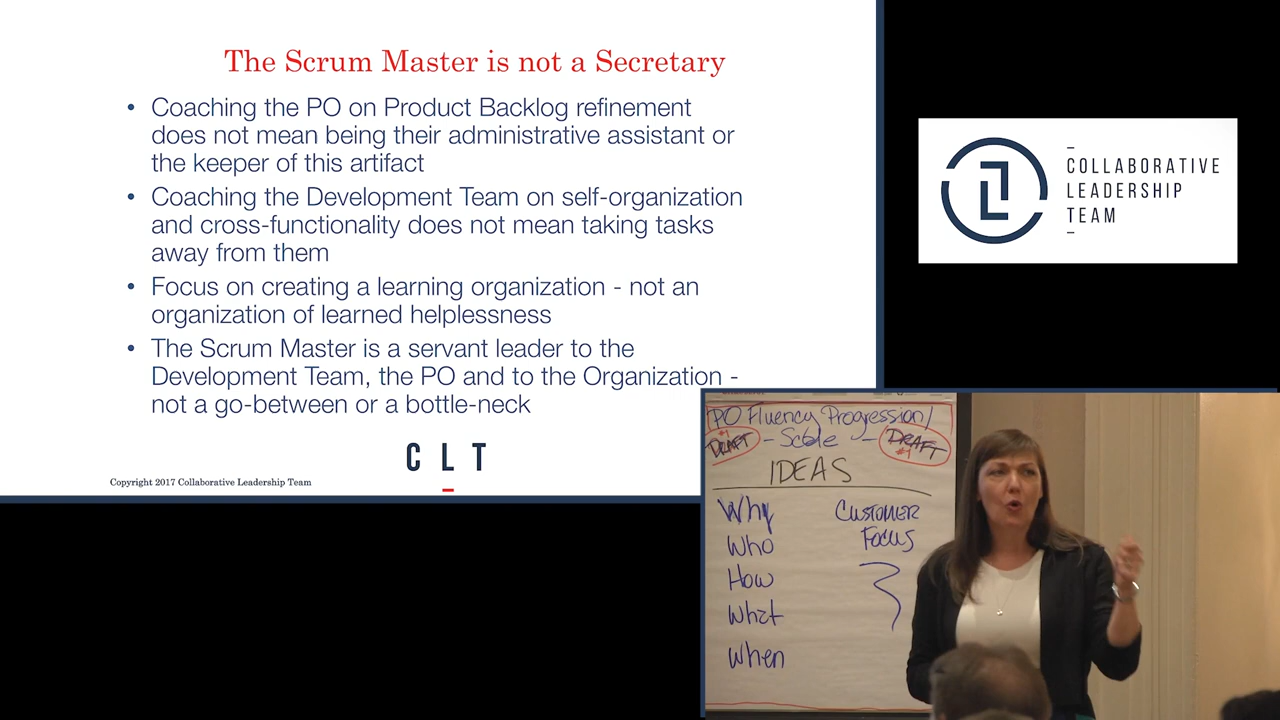 The Scrum Master is not a Secretary
• Coaching the PO on Product Backlog refinement
does not mean being their administrative assistant or
the keeper of this artifact
• Coaching the Development Team on self-organization
and cross-functionality does not mean taking tasks
away from them
• Focus on creating a learning organization - not an
organization of learned helplessness
• The Scrum Master is a servant leader to the
Development Team, the PO and to the Organization -
not a go-between or a bottle-neck
CLT
Copyright 2017 Collaborative Leadership Team
COLLABORATIVE
LEADERSHIP
TEAM
PO Fluency Progression/
#1 DRAFT - Scale - DRAFT #1
IDEAS
Why
Who
How
What
When
CUSTOMER
FOCUS